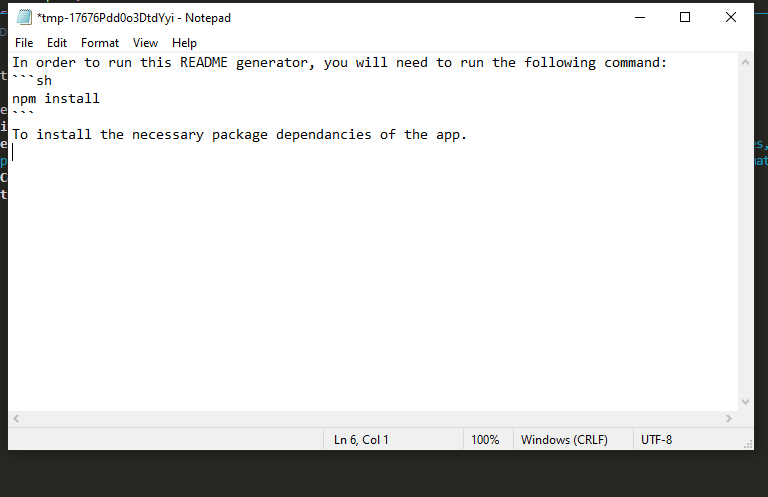 *tmp-17676Pdd0o3DtdYyi - Notepad
File Edit Format View Help
In order to run this README generator, you will need to run the following command:
```sh
npm install
```
To install the necessary package dependancies of the app.
Ln 6, Col 1 100% Windows (CRLF) UTF-8